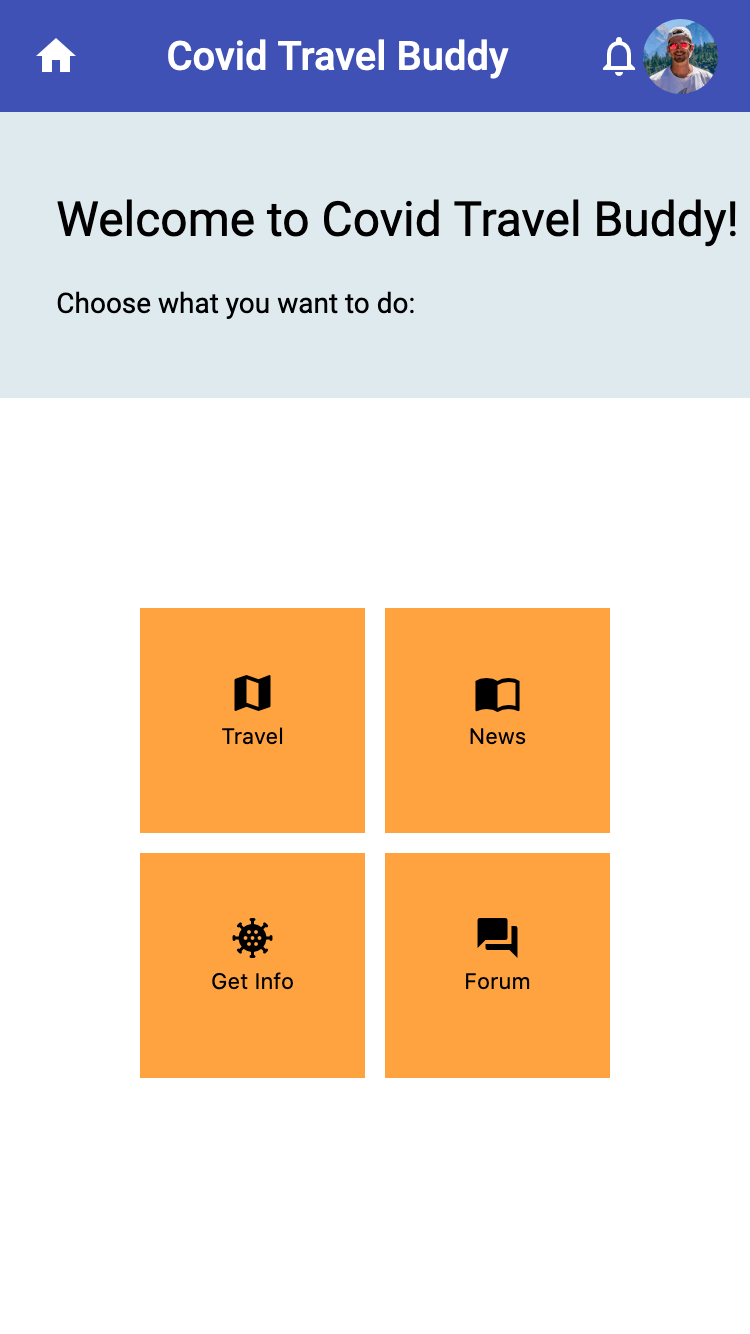 Covid Travel Buddy
Welcome to Covid Travel Buddy!
Choose what you want to do:
Travel
News
Get Info
Forum